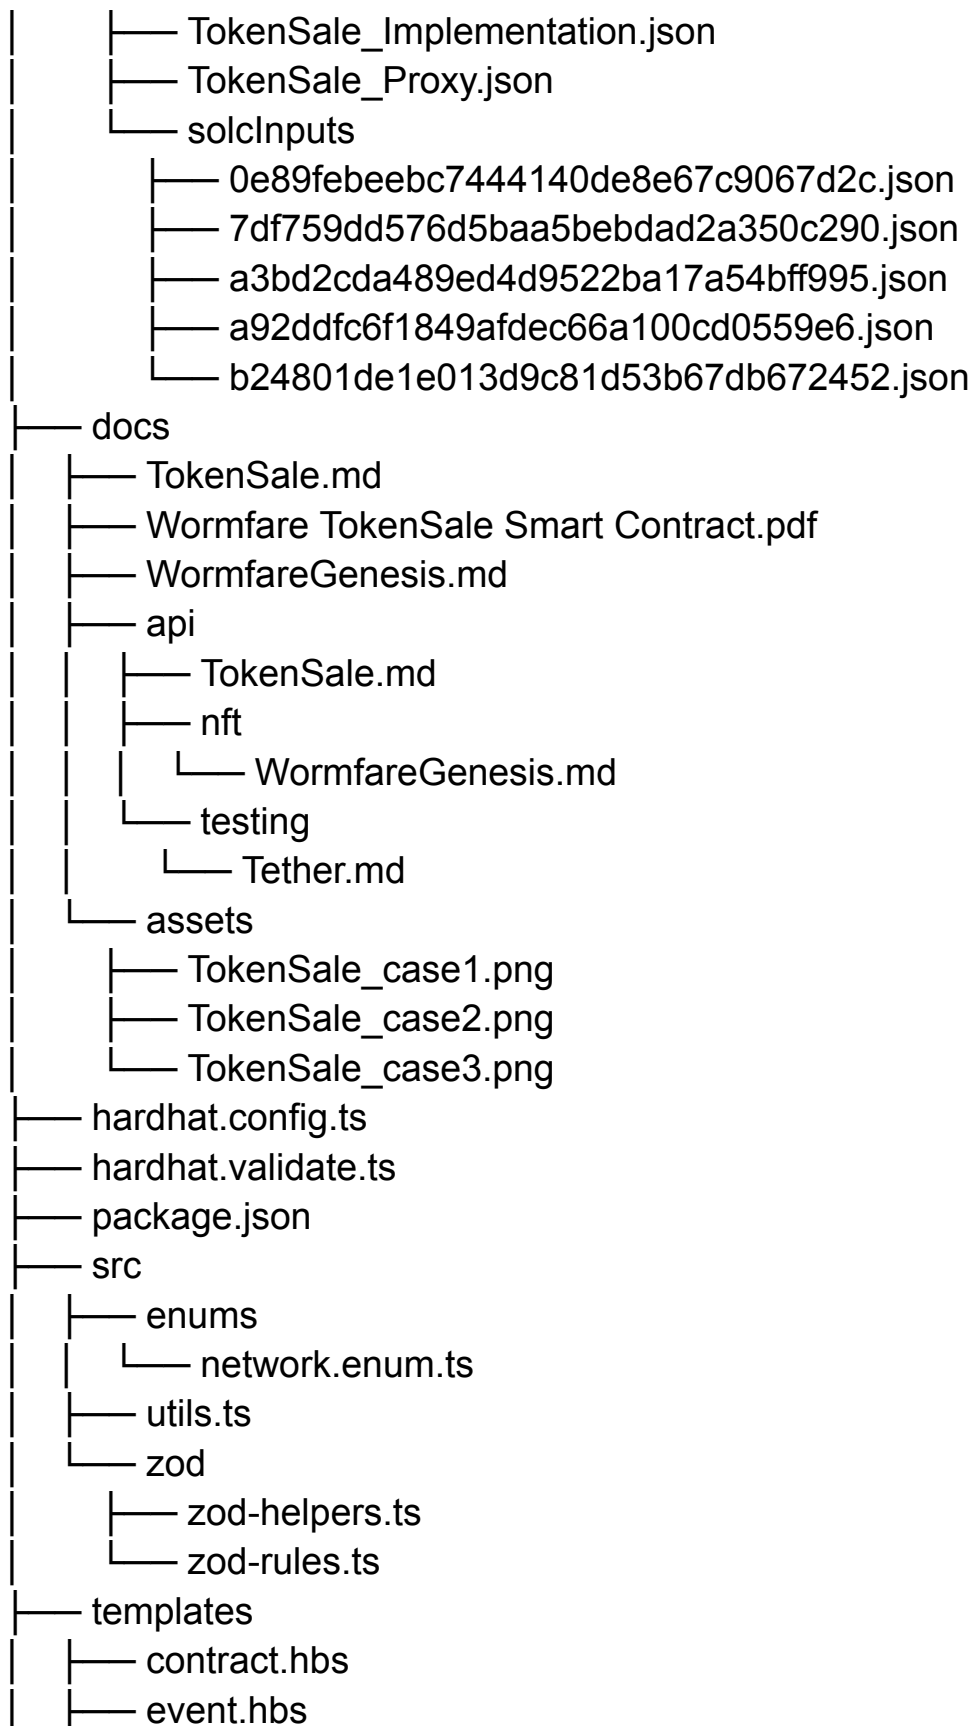 │       ├── TokenSale_Implementation.json
│       ├── TokenSale_Proxy.json
│       └── solcInputs
│           ├── 0e89febeebc7444140de8e67c9067d2c.json
│           ├── 7df759dd576d5baa5bebdad2a350c290.json
│           ├── a3bd2cda489ed4d9522ba17a54bff995.json
│           ├── a92ddfc6f1849afdec66a100cd0559e6.json
│           └── b24801de1e013d9c81d53b67db672452.json
├── docs
│   ├── TokenSale.md
│   ├── Wormfare TokenSale Smart Contract.pdf
│   ├── WormfareGenesis.md
│   ├── api
│   │   ├── TokenSale.md
│   │   ├── nft
│   │   │   └── WormfareGenesis.md
│   │   └── testing
│   │       └── Tether.md
│   └── assets
│       ├── TokenSale_case1.png
│       ├── TokenSale_case2.png
│       └── TokenSale_case3.png
├── hardhat.config.ts
├── hardhat.validate.ts
├── package.json
├── src
│   ├── enums
│   │   └── network.enum.ts
│   ├── utils.ts
│   └── zod
│       ├── zod-helpers.ts
│       └── zod-rules.ts
├── templates
│   ├── contract.hbs
│   ├── event.hbs